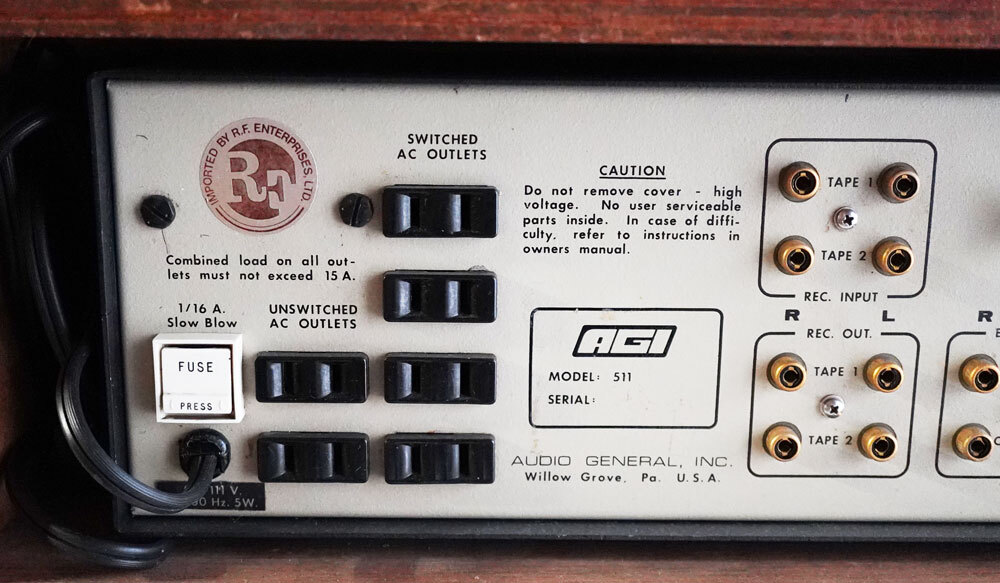 IMPORTED BY R.F. ENTERPRISES, LTD.
RF
SWITCHED
AC OUTLETS
CAUTION
Do not remove cover - high
voltage. No user serviceable
parts inside. In case of diffi-
culty, refer to instructions in
owners manual.
TAPE 1
TAPE 2
REC. INPUT
Combined load on all out-
lets must not exceed 15 A.
1/16 A.
Slow Blow
UNSWITCHED
AC OUTLETS
FUSE
PRESS
AGI
MODEL: 511
SERIAL:
R L R
REC. OUT.
TAPE 1
TAPE 2
AUDIO GENERAL, INC.
Willow Grove, Pa. U.S.A.
V.
Hz. 5W.